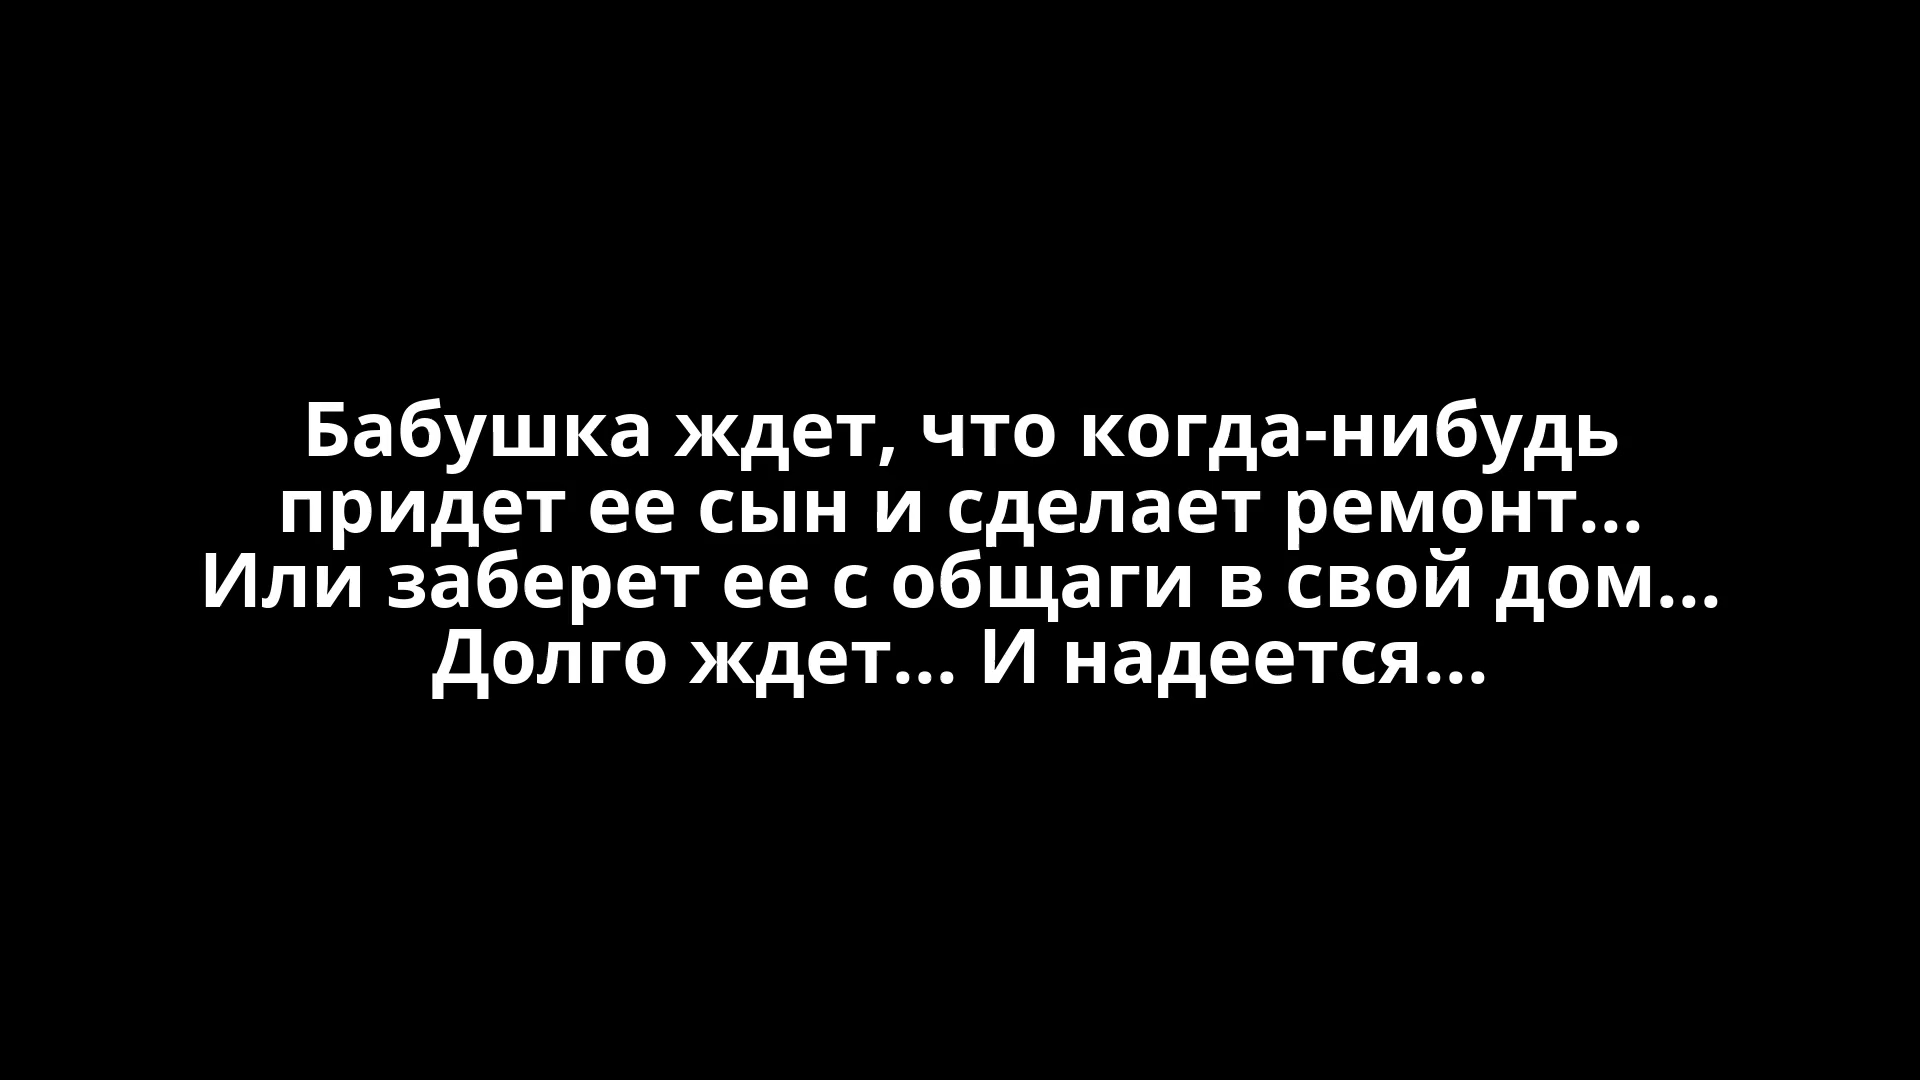 Бабушка ждет, что когда-нибудь
придет ее сын и сделает ремонт...
Или заберет ее с общаги в свой дом...
Долго ждет... И надеется...